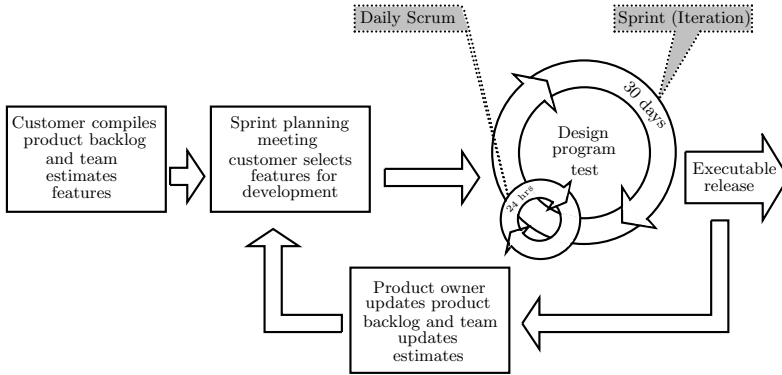 Daily Scrum
Sprint (Iteration)
Customer compiles
product backlog
and team
estimates
features
Sprint planning
meeting
customer selects
features for
development
30 days
Design
program
test
24 hrs
Executable
release
Product owner
updates product
backlog and team
updates
estimates